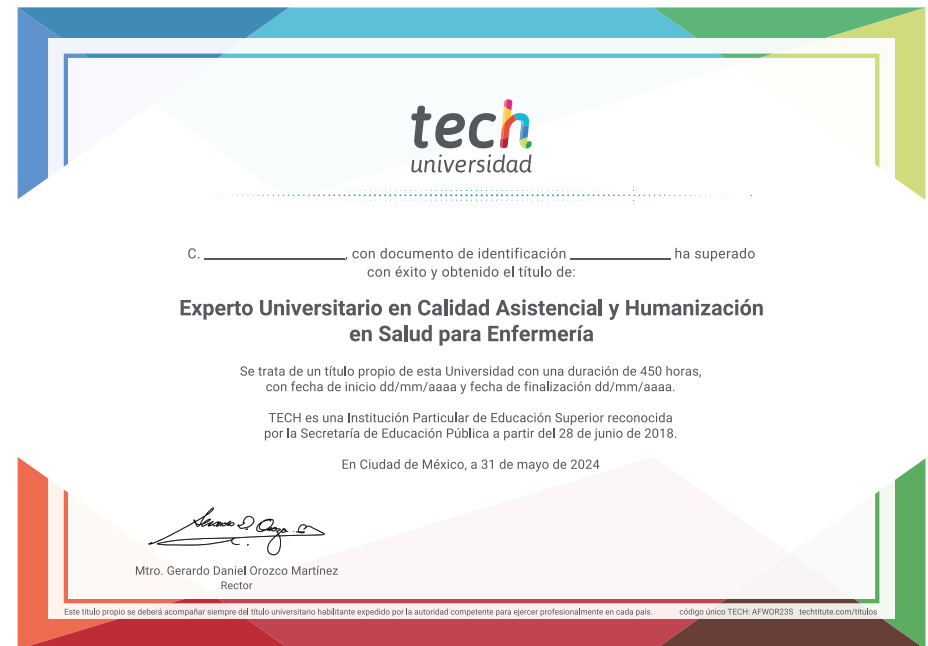 tech
universidad
C. ____________________, con documento de identificación ______________ ha superado
con éxito y obtenido el título de:
Experto Universitario en Calidad Asistencial y Humanización
en Salud para Enfermería
Se trata de un título propio de esta Universidad con una duración de 450 horas,
con fecha de inicio dd/mm/aaaa y fecha de finalización dd/mm/aaaa.
TECH es una Institución Particular de Educación Superior reconocida
por la Secretaría de Educación Pública a partir del 28 de junio de 2018.
En Ciudad de México, a 31 de mayo de 2024
Mtro. Gerardo Daniel Orozco Martínez
Rector
Este título propio se deberá acompañar siempre del título universitario habilitante expedido por la autoridad competente para ejercer profesionalmente en cada país. código único TECH: AFWOR23S techtitute.com/titulos